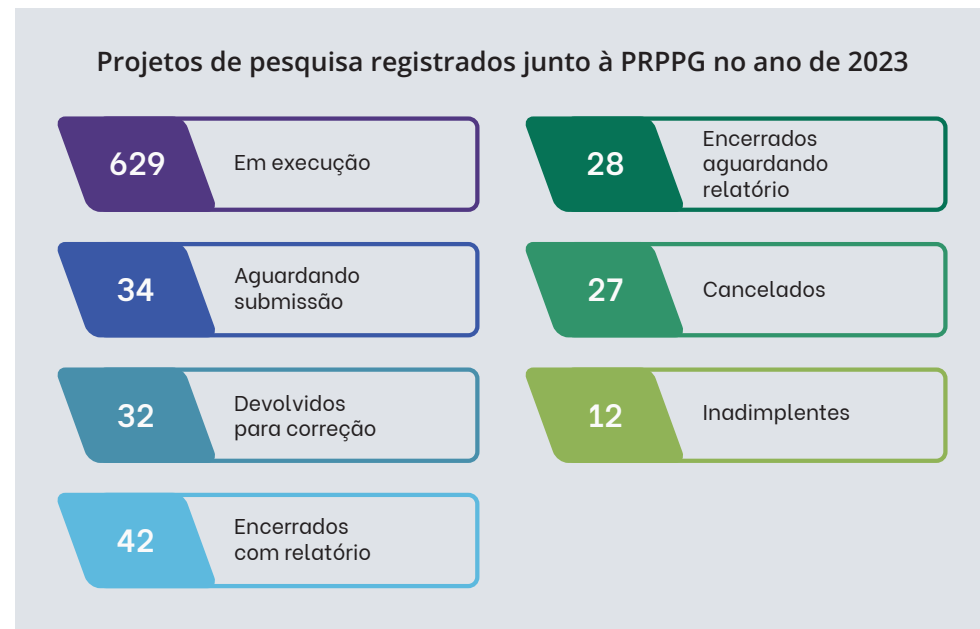 Projetos de pesquisa registrados junto à PRPPG no ano de 2023
629
Em execução
34
Aguardando
submissão
32
Devolvidos
para correção
42
Encerrados
com relatório
28
Encerrados
aguardando
relatório
27
Cancelados
12
Inadimplentes